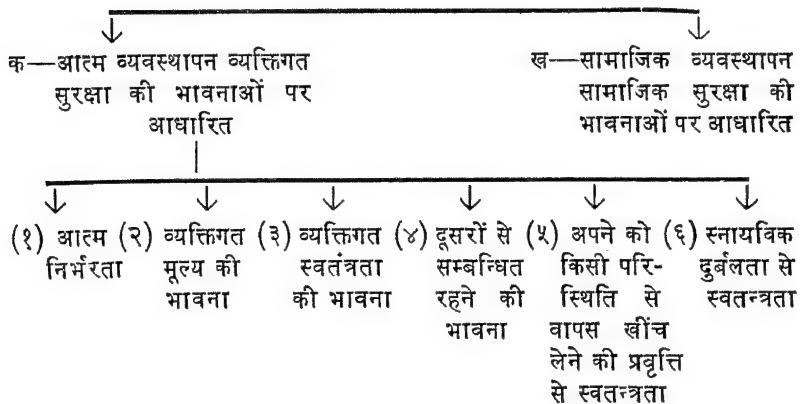 क—आत्म व्यवस्थापन व्यक्तिगत
सुरक्षा की भावनाओं पर
आधारित
ख—सामाजिक व्यवस्थापन
सामाजिक सुरक्षा की
भावनाओं पर आधारित
(१) आत्म
निर्भरता
(२) व्यक्तिगत
मूल्य की
भावना
(३) व्यक्तिगत
स्वतंत्रता
की भावना
(४) दूसरों से
सम्बन्धित
रहने की
भावना
(५) अपने को
किसी परि-
स्थिति से
वापस खींच
लेने की प्रवृत्ति
से स्वतन्त्रता
(६) स्नायविक
दुर्बलता से
स्वतन्त्रता